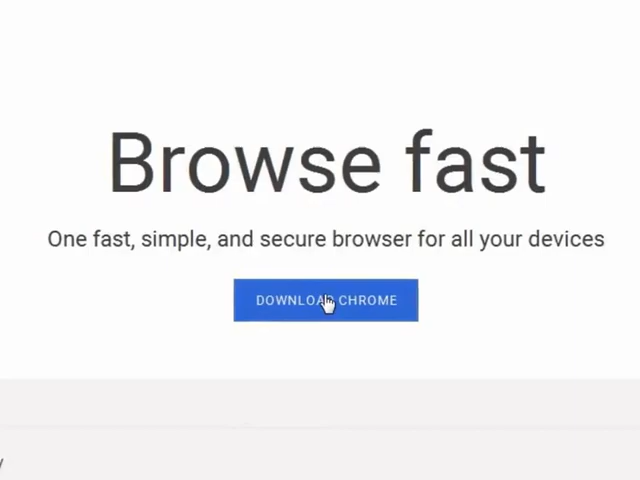 Browse fast
One fast, simple, and secure browser for all your devices
DOWNLOAD CHROME